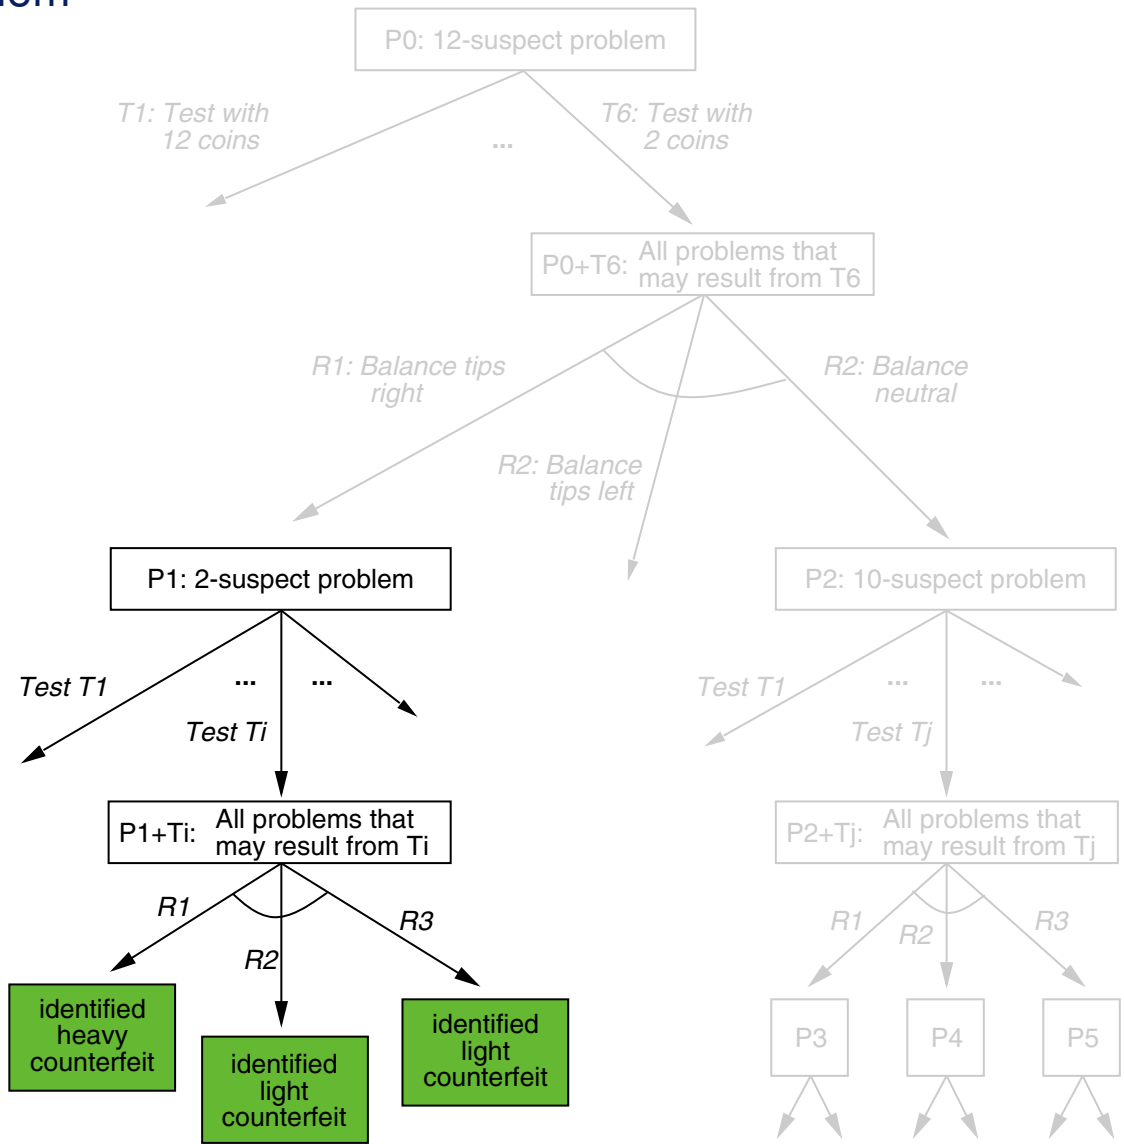 P0: 12-suspect problem
T1: Test with
12 coins
...
T6: Test with
2 coins
P0+T6: All problems that
may result from T6
R1: Balance tips
right
R2: Balance
neutral
R2: Balance
tips left
P1: 2-suspect problem
P2: 10-suspect problem
Test T1
...
...
Test Ti
Test T1
...
...
Test Tj
P1+Ti: All problems that
may result from Ti
P2+Tj: All problems that
may result from Tj
R1
R2
R3
R1
R2
R3
identified
heavy
counterfeit
identified
light
counterfeit
identified
light
counterfeit
P3
P4
P5